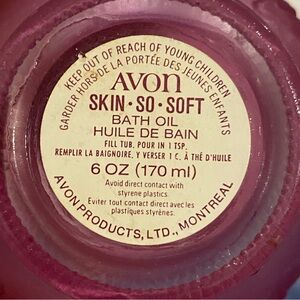 KEEP OUT OF REACH OF YOUNG CHILDREN
GARDER HORS DE LA PORTÉE DES JEUNES ENFANTS
AVON
SKIN·SO·SOFT
BATH OIL
HUILE DE BAIN
FILL TUB, POUR IN 1 TSP.
REMPLIR LA BAIGNOIRE, Y VERSER 1 C. À THÉ D'HUILE
6 OZ (170 ml)
Avoid direct contact with
styrene plastics.
Eviter tout contact direct avec les
plastiques styrènes.
AVON PRODUCTS, LTD., MONTREAL